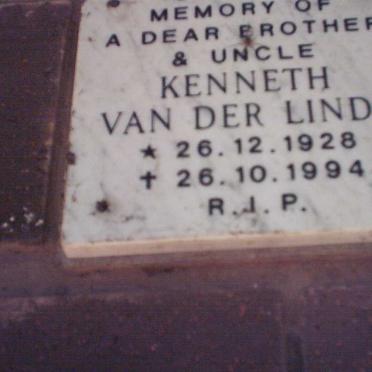 MEMORY OF
A DEAR BROTHER
& UNCLE
KENNETH
VAN DER LIND
★ 26.12.1928
✝ 26.10.1994
R.I.P.